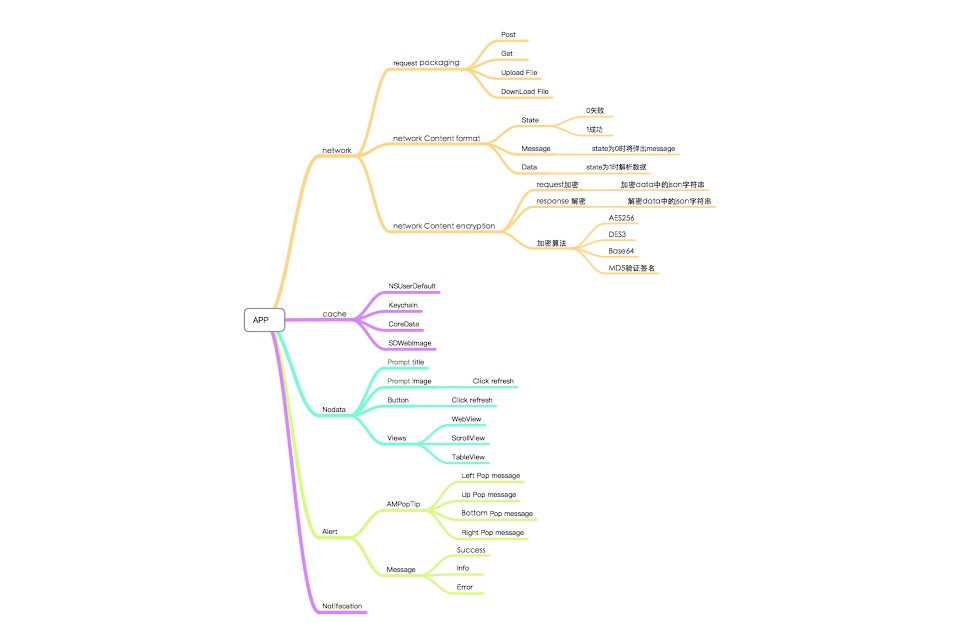 Post
Get
request packaging
Upload File
DownLoad File
0失败
State
1成功
network Content format
Message state为0时将弹出message
network
Data state为1时解析数据
request加密 加密data中的json字符串
response 解密 解密data中的json字符串
AES256
network Content encryption
DES3
加密算法
Base64
MD5验证签名
NSUserDefault
Keychain
APP
cache
CoreData
SDWebImage
Prompt title
Prompt image Click refresh
Nodata
Button Click refresh
WebView
Views
ScrollView
TableView
Left Pop message
Up Pop message
AMPopTip
Bottom Pop message
Alert
Right Pop message
Success
Message
Info
Error
Notifacation